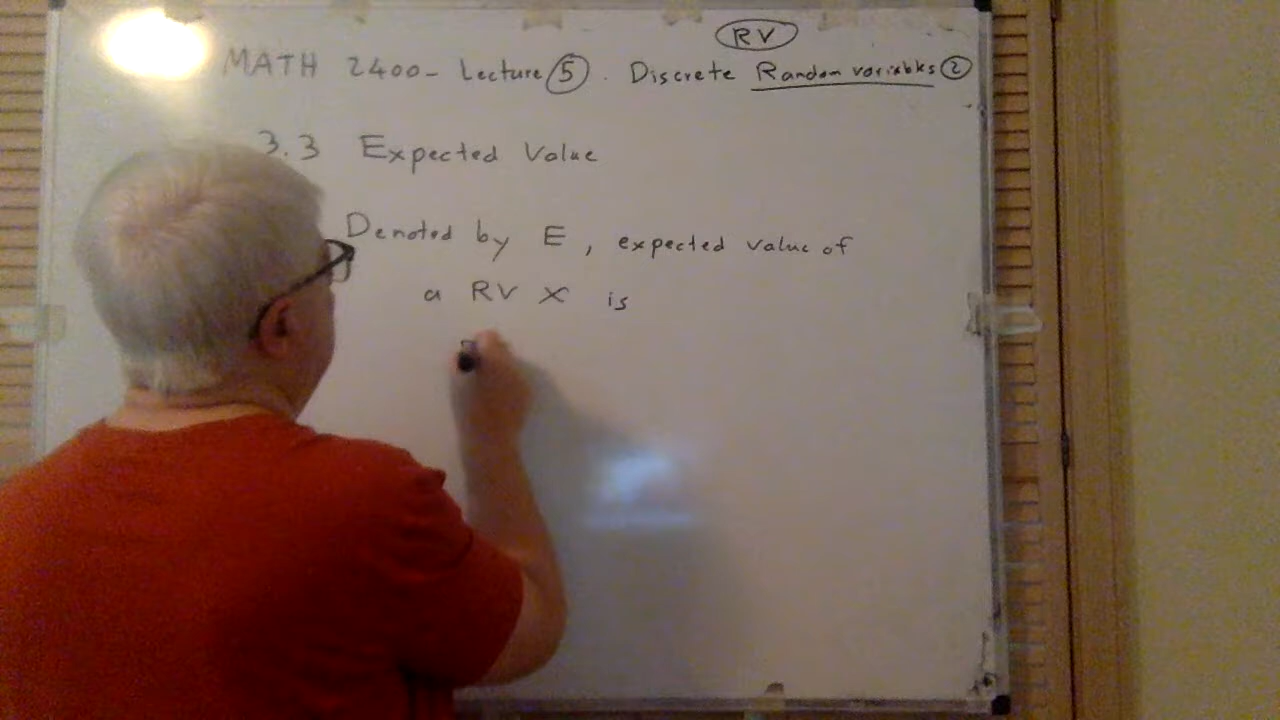 RV
MATH 2400- Lecture 5. Discrete Random variables 2
3.3 Expected Value
Denoted by E, expected value of
a RV X is